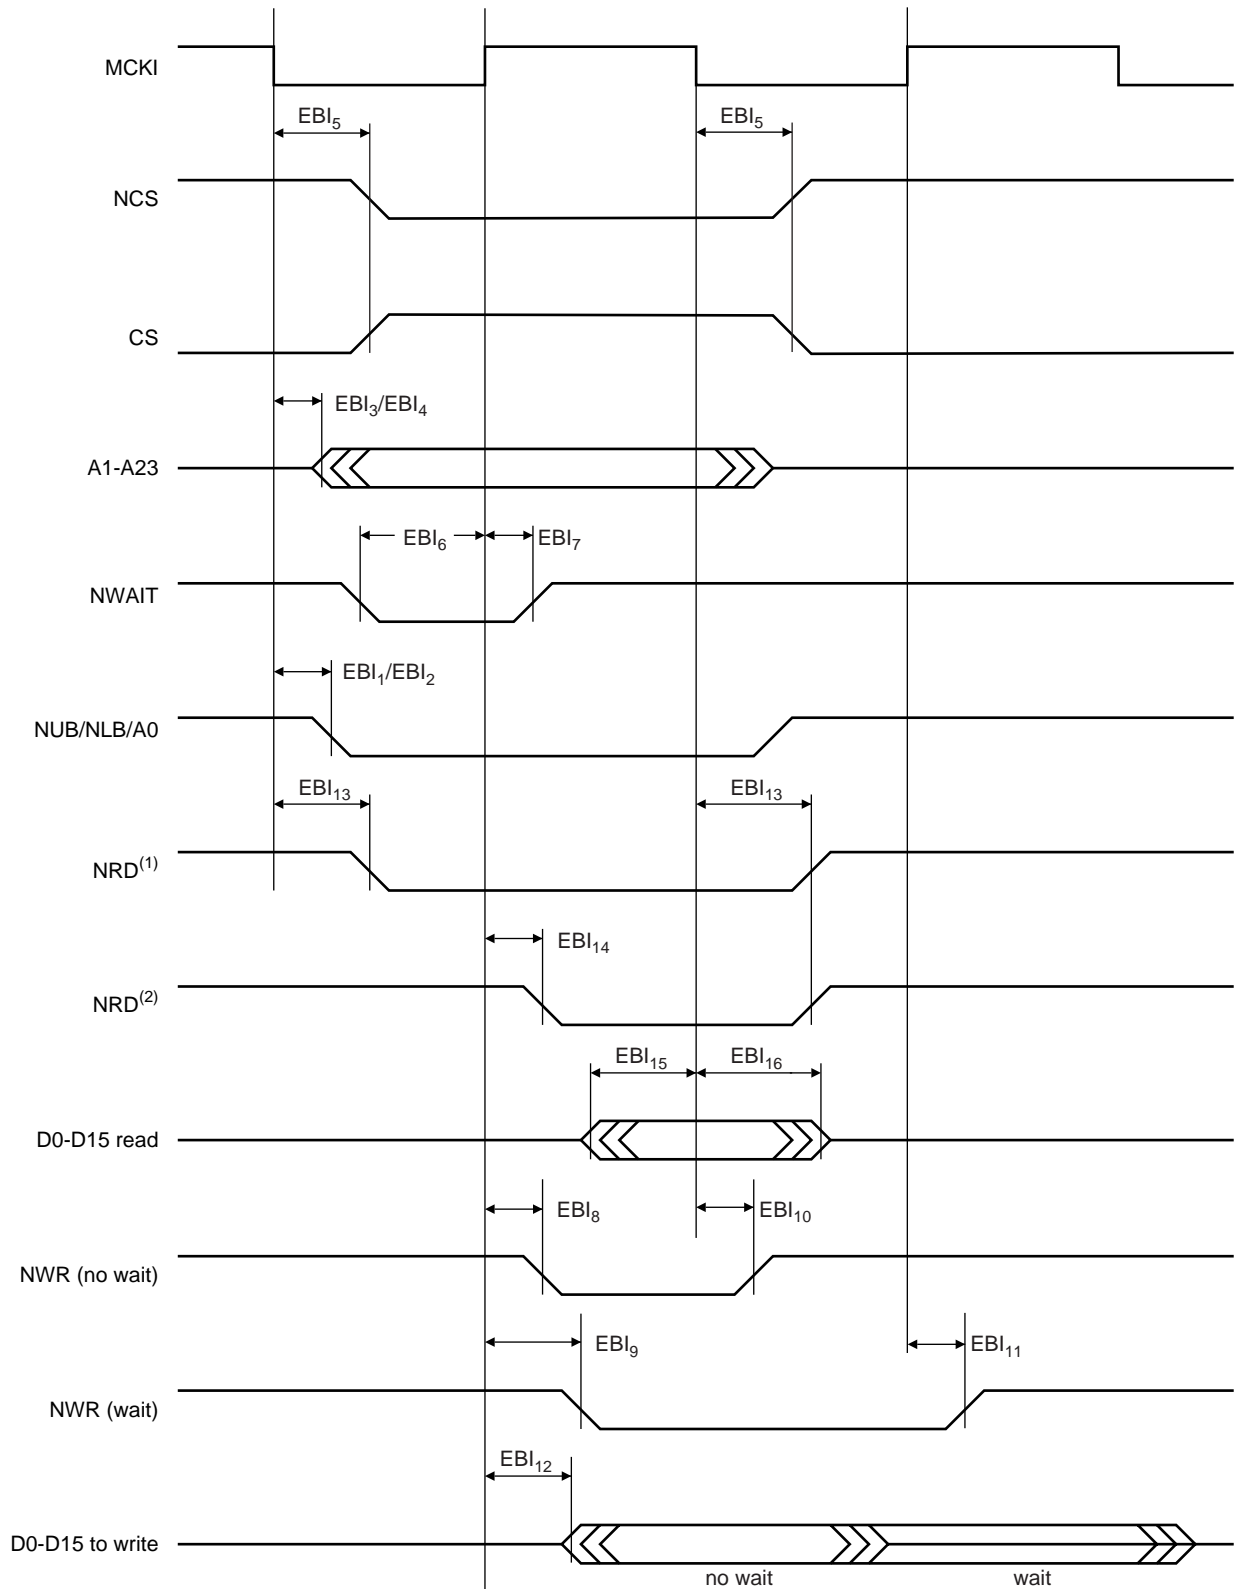 MCKI
EBI5 EBI5
NCS
CS
EBI3/EBI4
A1-A23
EBI6 EBI7
NWAIT
EBI1/EBI2
NUB/NLB/A0
EBI13 EBI13
NRD(1)
EBI14
NRD(2)
EBI15 EBI16
D0-D15 read
EBI8 EBI10
NWR (no wait)
EBI9 EBI11
NWR (wait)
EBI12
D0-D15 to write
no wait wait